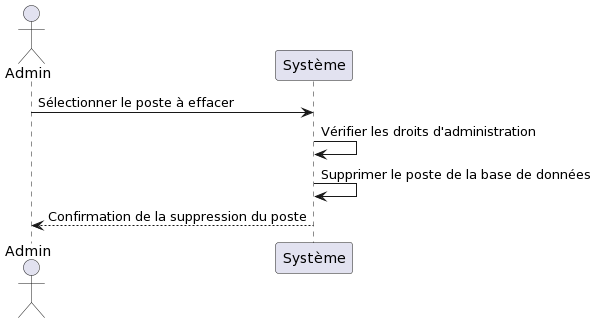 Admin
Système
Sélectionner le poste à effacer
Vérifier les droits d'administration
Supprimer le poste de la base de données
Confirmation de la suppression du poste
Admin
Système